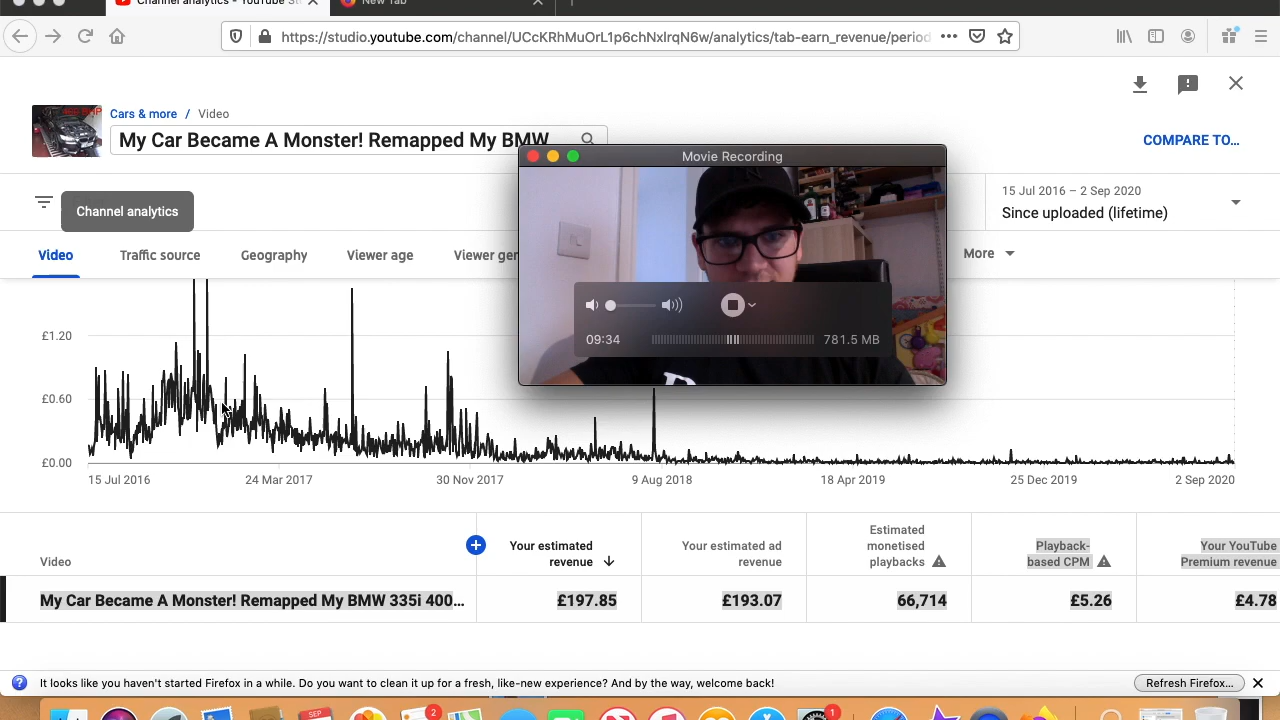 Channel analytics - YouTube St
New Tab
https://studio.youtube.com/channel/UCcKRhMuOrL1p6chNxlrqN6w/analytics/tab-earn_revenue/period
Cars & more / Video
My Car Became A Monster! Remapped My BMW
COMPARE TO...
Movie Recording
Channel analytics
15 Jul 2016 – 2 Sep 2020
Since uploaded (lifetime)
Video
Traffic source
Geography
Viewer age
Viewer gen
More
09:34
781.5 MB
£1.20
£0.60
£0.00
15 Jul 2016
24 Mar 2017
30 Nov 2017
9 Aug 2018
18 Apr 2019
25 Dec 2019
2 Sep 2020
Video
Your estimated
revenue
Your estimated ad
revenue
Estimated
monetised
playbacks
Playback-
based CPM
Your YouTube
Premium revenue
My Car Became A Monster! Remapped My BMW 335i 400...
£197.85
£193.07
66,714
£5.26
£4.78
It looks like you haven't started Firefox in a while. Do you want to clean it up for a fresh, like-new experience? And by the way, welcome back!
Refresh Firefox...
SEP
2
1